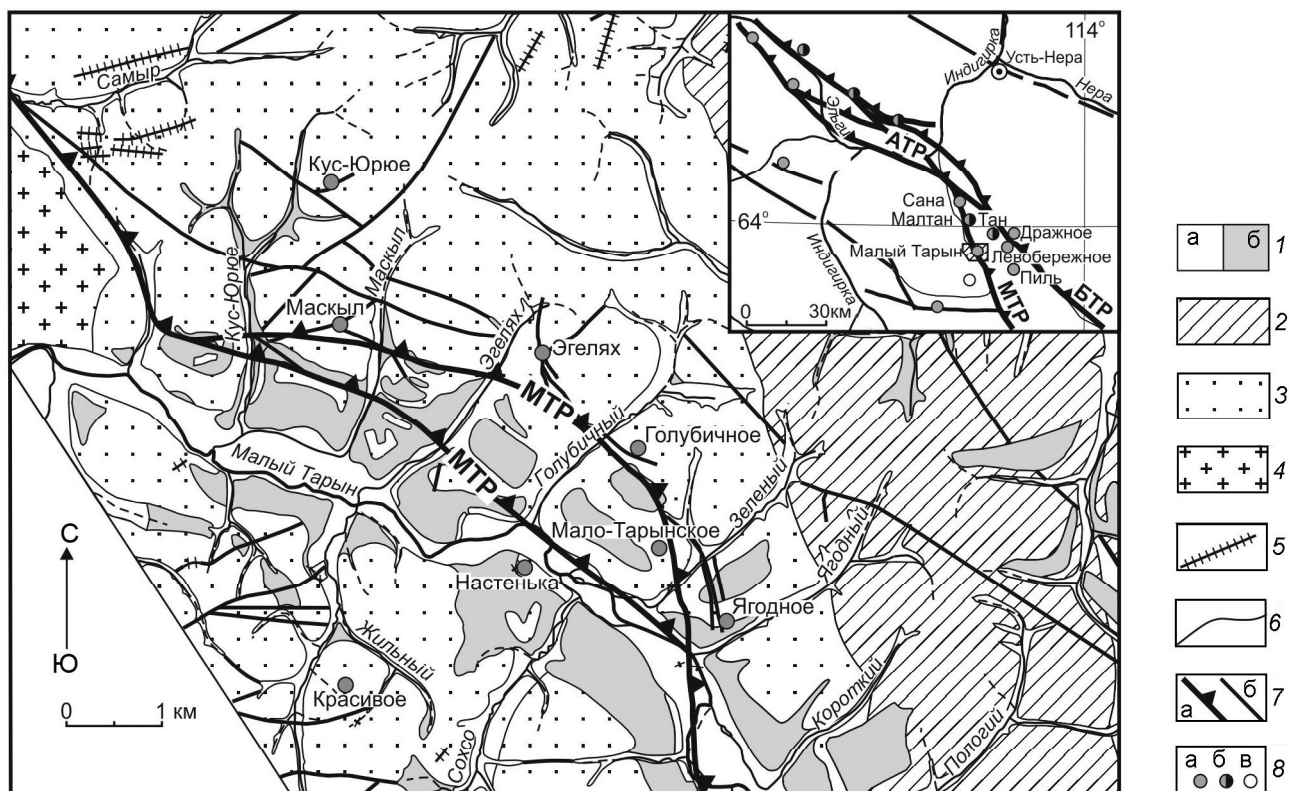 Самыр
Кус-Юрюе
Кус-Юрюе
Маскыл
Маскыл
Эгелях
Эгелях
МТР
Голубичный
Голубичное
МТР
Малый Тарын
Зеленый
Мало-Тарынское
Ягодный
Настенька
Ягодное
С
Ю
Жильный
Красивое
Короткий
Сохсо
Пологий
0 1 км
114°
Индигирка
Усть-Нера
Нера
Эльги
АТР
Сана
Малтан
Тан
64°
Дражное
Малый Тарын
Левобережное
Пиль
Индигирка
МТР
БТР
0 30км
а б 1
2
3
4
5
6
а б 7
а б в 8